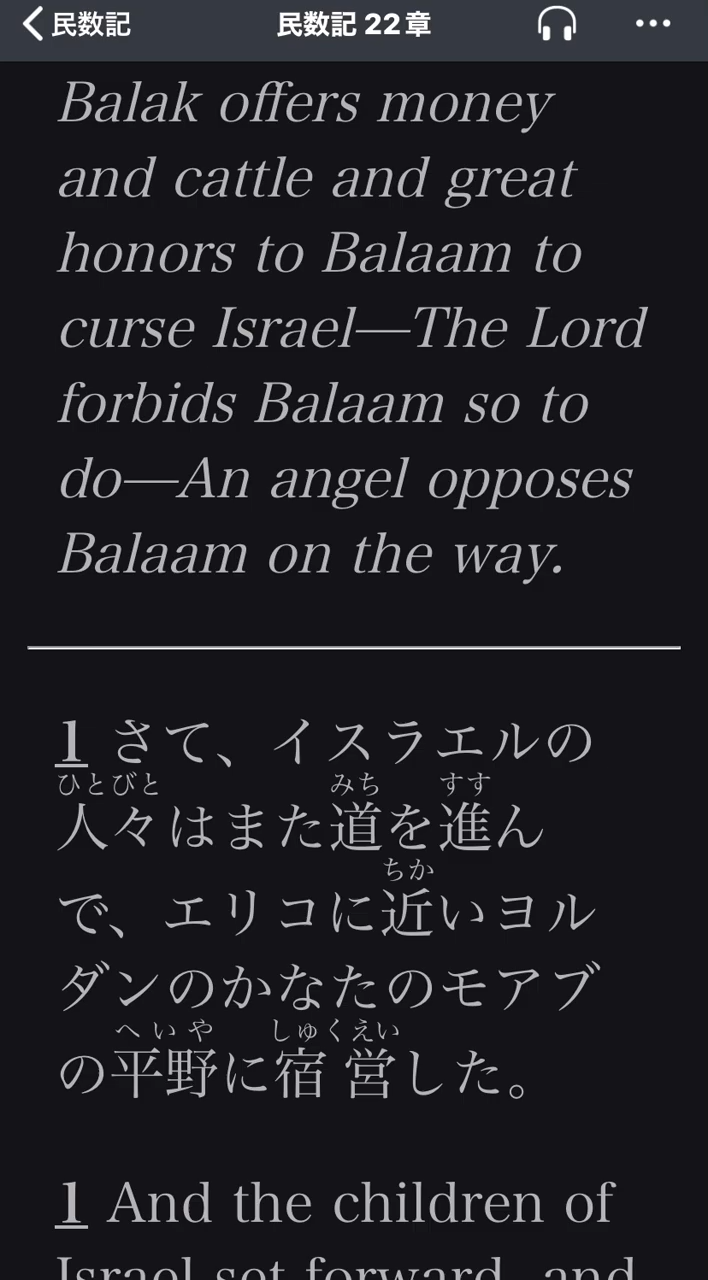 民数記 民数記 22章
Balak offers money
and cattle and great
honors to Balaam to
curse Israel—The Lord
forbids Balaam so to
do—An angel opposes
Balaam on the way.
1 さて、イスラエルの
ひとびと みち すす
人々はまた道を進ん
ちか
で、エリコに近いヨル
ダンのかなたのモアブ
へいや しゅくえい
の平野に宿営した。
1 And the children of
Israel set forward, and